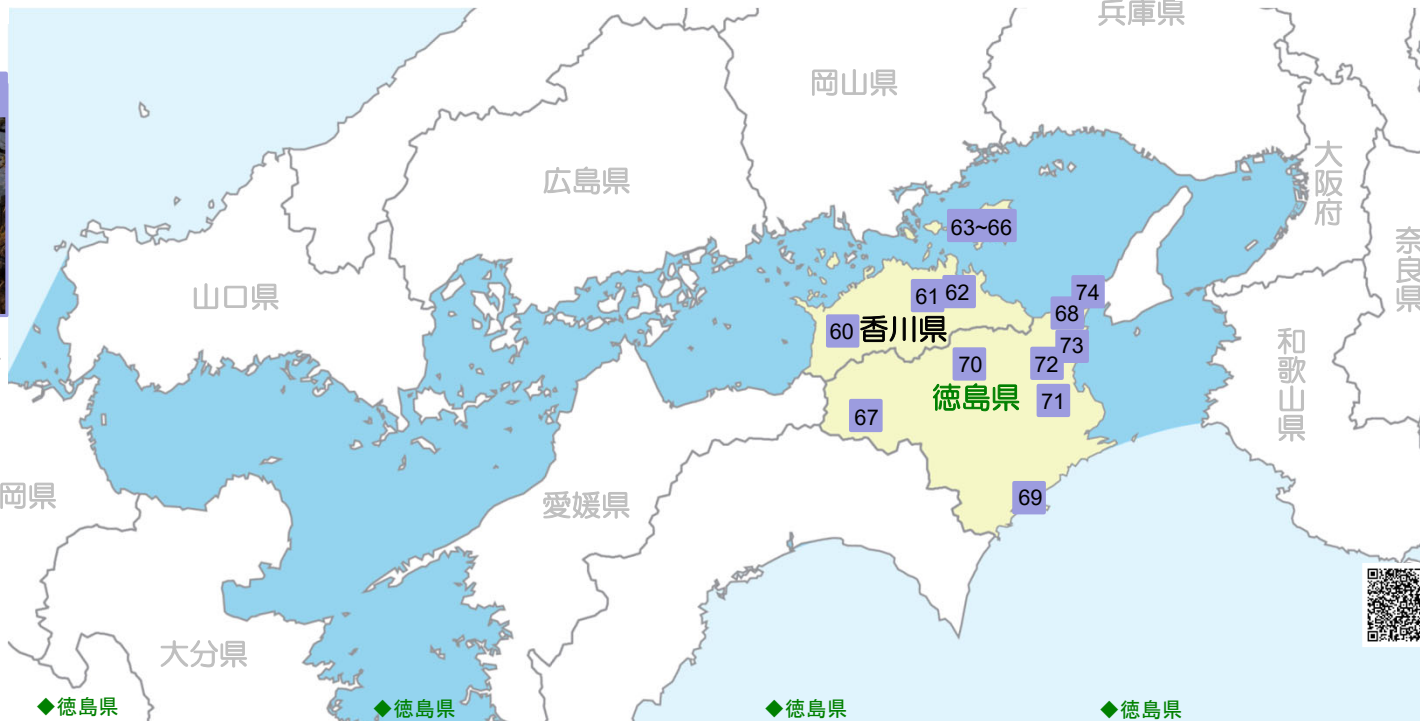 兵庫県
岡山県
大阪府
広島県
63~66
奈良県
山口県
61
62
74
68
60
香川県
73
和歌山県
70
72
徳島県
71
67
岡県
愛媛県
69
大分県
◆徳島県
◆徳島県
◆徳島県
◆徳島県